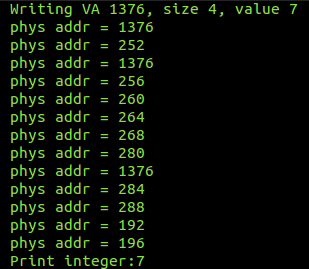 Writing VA 1376, size 4, value 7
phys addr = 1376
phys addr = 252
phys addr = 1376
phys addr = 256
phys addr = 260
phys addr = 264
phys addr = 268
phys addr = 280
phys addr = 1376
phys addr = 284
phys addr = 288
phys addr = 192
phys addr = 196
Print integer:7